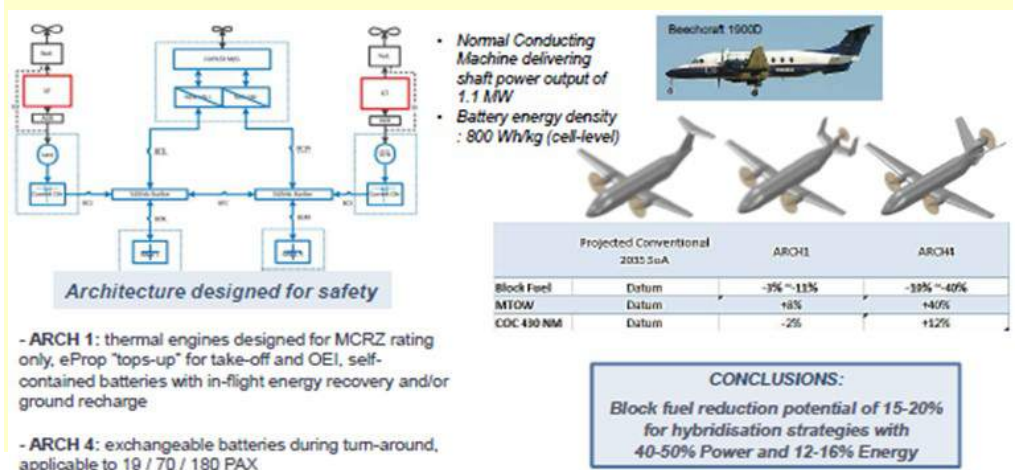 Architecture designed for safety
- ARCH 1: thermal engines designed for MCRZ rating
only, eProp "tops-up" for take-off and OEI, self-
contained batteries with in-flight energy recovery and/or
ground recharge
- ARCH 4: exchangeable batteries during turn-around,
applicable to 19 / 70 / 180 PAX
• Normal Conducting
Machine delivering
shaft power output of
1.1 MW
• Battery energy density
: 800 Wh/kg (cell-level)
Beechcraft 1900D
Projected Conventional ARCH1 ARCH4
2035 SoA
Block Fuel Datum -3% ~-11% -19% ~-40%
MTOW Datum +8% +40%
COC 430 NM Datum -2% +12%
CONCLUSIONS:
Block fuel reduction potential of 15-20%
for hybridisation strategies with
40-50% Power and 12-16% Energy